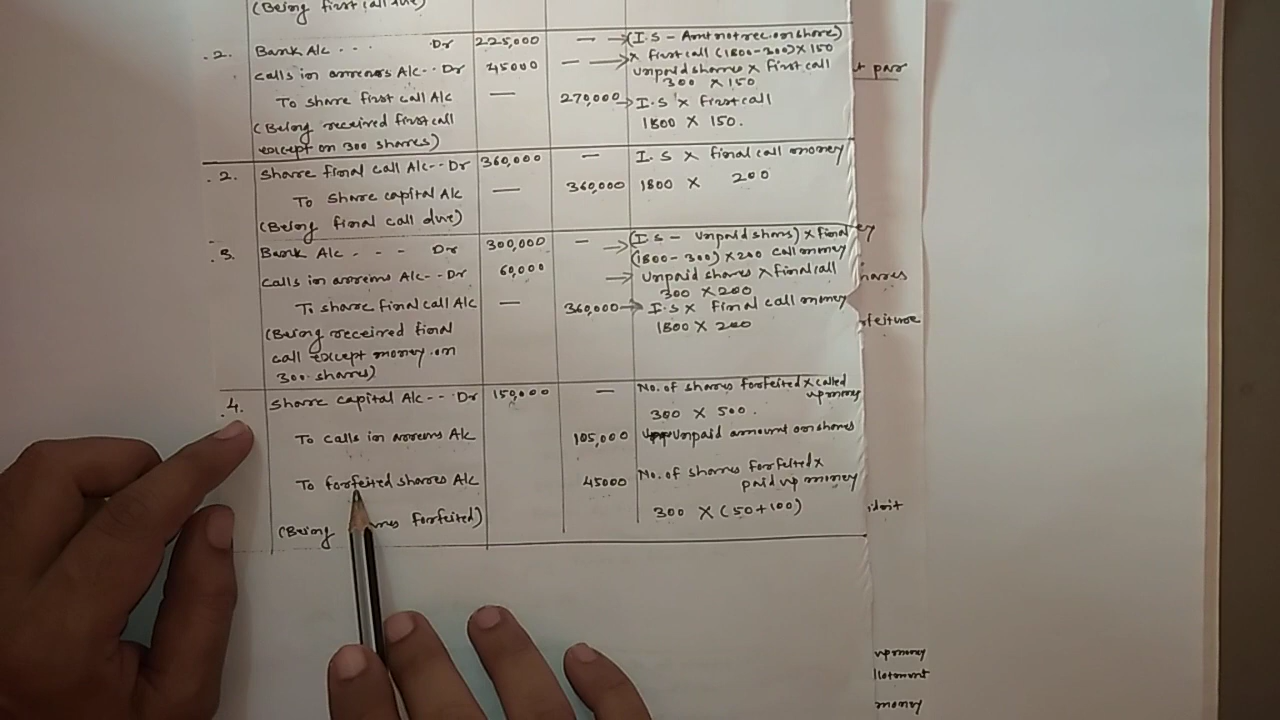 (Being first call due)
.2. Bank A/c . . . Dr 225,000 — →(I.S - Amt not rec. on share)
x first call (1800-300) x 150
calls in arrears A/c.. Dr 45000 — → unpaid shares x first call
300 x 150
To share first call A/c — 270,000 → I.S x first call
(Being received first call 1800 x 150.
except on 300 shares)
.2. share final call A/c.. Dr 360,000 — I.S x final call money
To share capital A/c — 360,000 1800 x 200
(Being final call due)
.3. Bank A/c . - - Dr 300,000 — → (I.S - unpaid shares) x final
(1800-300) x 200 call money
calls in arrears A/c-- Dr 60,000 → unpaid shares x final call
300 x 200
To share final call A/c — 360,000 → I.S x final call money
(Being received final 1800 x 200
call except money on
300 shares)
.4. share capital A/c -- Dr 150,000 — No. of shares forfeited x called
up money
300 x 500.
To calls in arrears A/c 105,000 unpaid amount on shares
To forfeited shares A/c 45000 No. of shares forfeited x
paid up money
(Being forfeited) 300 x (50+100)
t par
ey
hares
rfeiture
up money
llotment
money